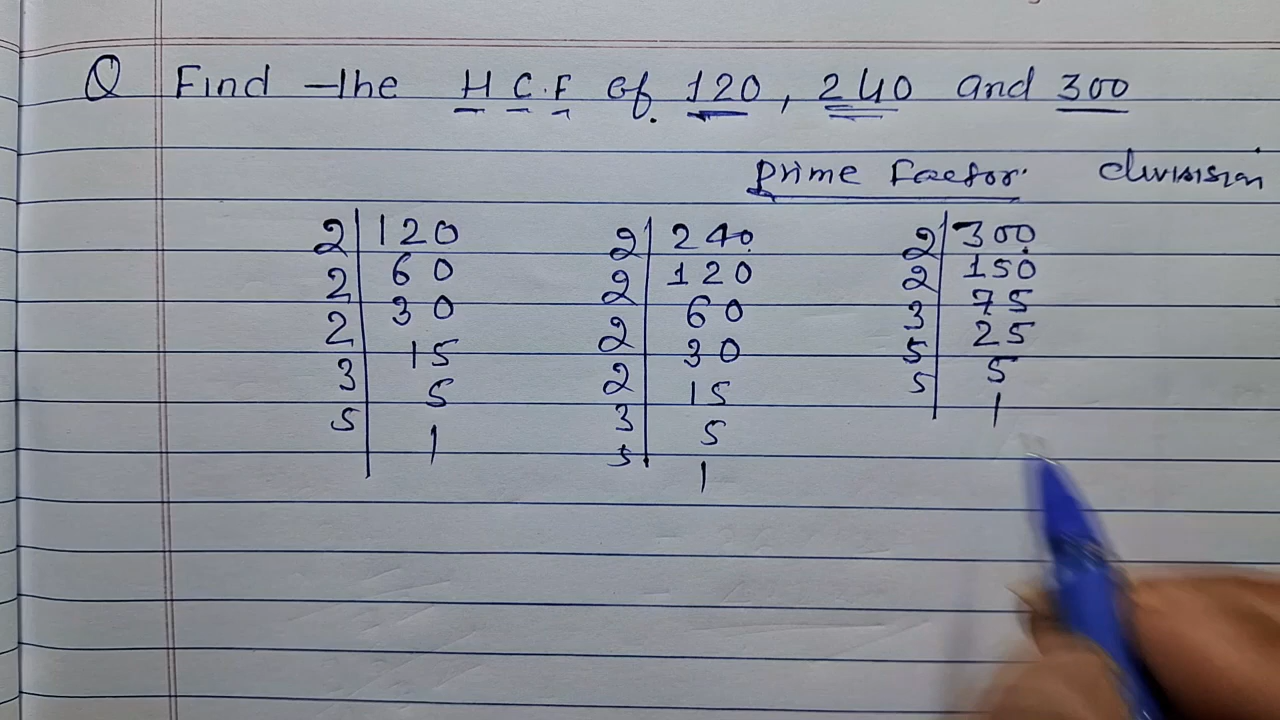 Q Find the H C.F of 120, 240 and 300
Prime Factor. division
2 120 2 240 2 300
2 60 2 120 2 150
2 30 2 60 3 75
3 15 2 30 5 25
5 5 3 15 5 5
1 5 5 1
1